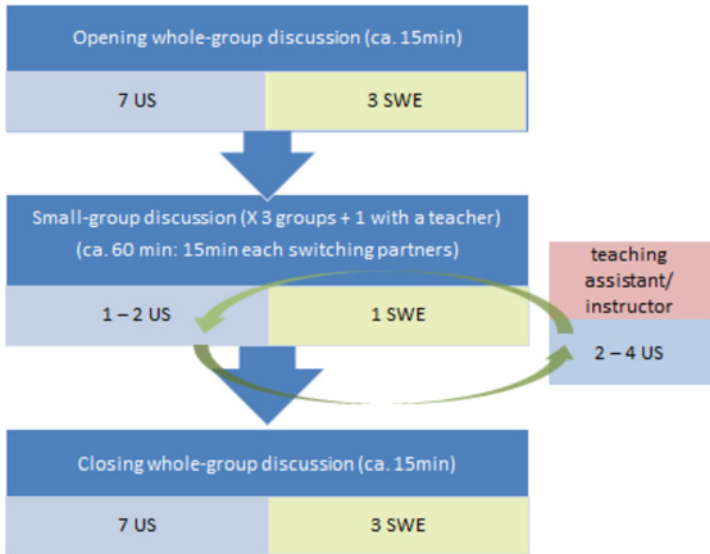 Opening whole-group discussion (ca. 15min)
7 US
3 SWE
Small-group discussion (X 3 groups + 1 with a teacher)
(ca. 60 min: 15min each switching partners)
1 – 2 US
1 SWE
teaching
assistant/
instructor
2 – 4 US
Closing whole-group discussion (ca. 15min)
7 US
3 SWE